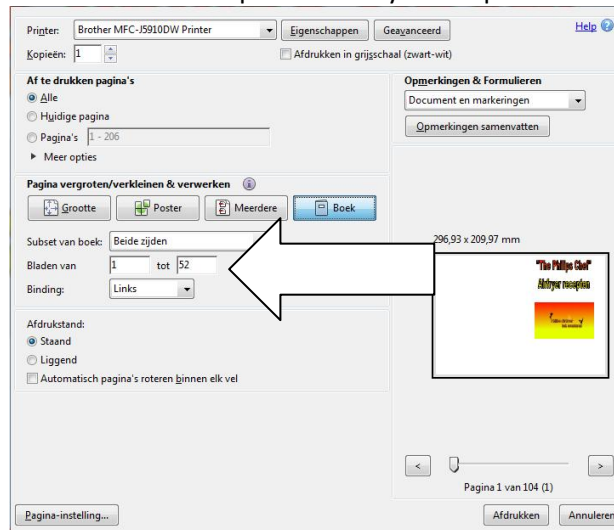 Printer: Brother MFC-J5910DW Printer Eigenschappen Geavanceerd Help
Kopieën: 1 Afdrukken in grijsschaal (zwart-wit)
Af te drukken pagina's
Alle
Huidige pagina
Pagina's 1 - 206
Meer opties
Pagina vergroten/verkleinen & verwerken
Grootte Poster Meerdere Boek
Subset van boek: Beide zijden
Bladen van 1 tot 52
Binding: Links
Afdrukstand:
Staand
Liggend
Automatisch pagina's roteren binnen elk vel
Opmerkingen & Formulieren
Document en markeringen
Opmerkingen samenvatten
296,93 x 209,97 mm
"The Philips Chef"
Airfryer recepten
< >
Pagina 1 van 104 (1)
Pagina-instelling... Afdrukken Annuleren